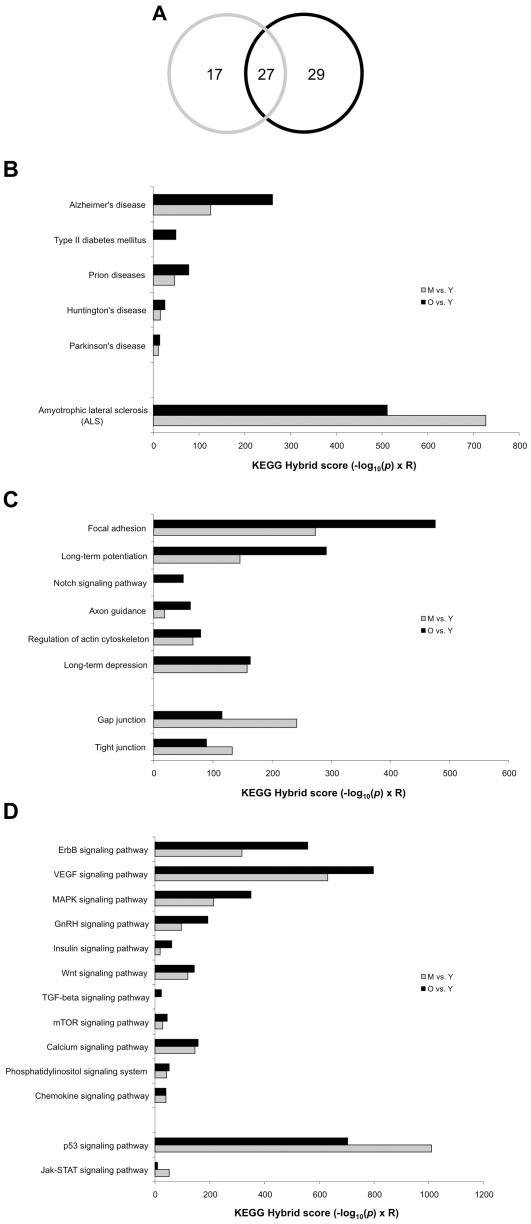 A
17 27 29
B
Alzheimer's disease
Type II diabetes mellitus
Prion diseases
Huntington's disease
Parkinson's disease
Amyotrophic lateral sclerosis
(ALS)
M vs. Y
O vs. Y
0 100 200 300 400 500 600 700 800
KEGG Hybrid score (-log10(p) x R)
C
Focal adhesion
Long-term potentiation
Notch signaling pathway
Axon guidance
Regulation of actin cytoskeleton
Long-term depression
Gap junction
Tight junction
M vs. Y
O vs. Y
0 100 200 300 400 500 600
KEGG Hybrid score (-log10(p) x R)
D
ErbB signaling pathway
VEGF signaling pathway
MAPK signaling pathway
GnRH signaling pathway
Insulin signaling pathway
Wnt signaling pathway
TGF-beta signaling pathway
mTOR signaling pathway
Calcium signaling pathway
Phosphatidylinositol signaling system
Chemokine signaling pathway
p53 signaling pathway
Jak-STAT signaling pathway
M vs. Y
O vs. Y
0 200 400 600 800 1000 1200
KEGG Hybrid score (-log10(p) x R)